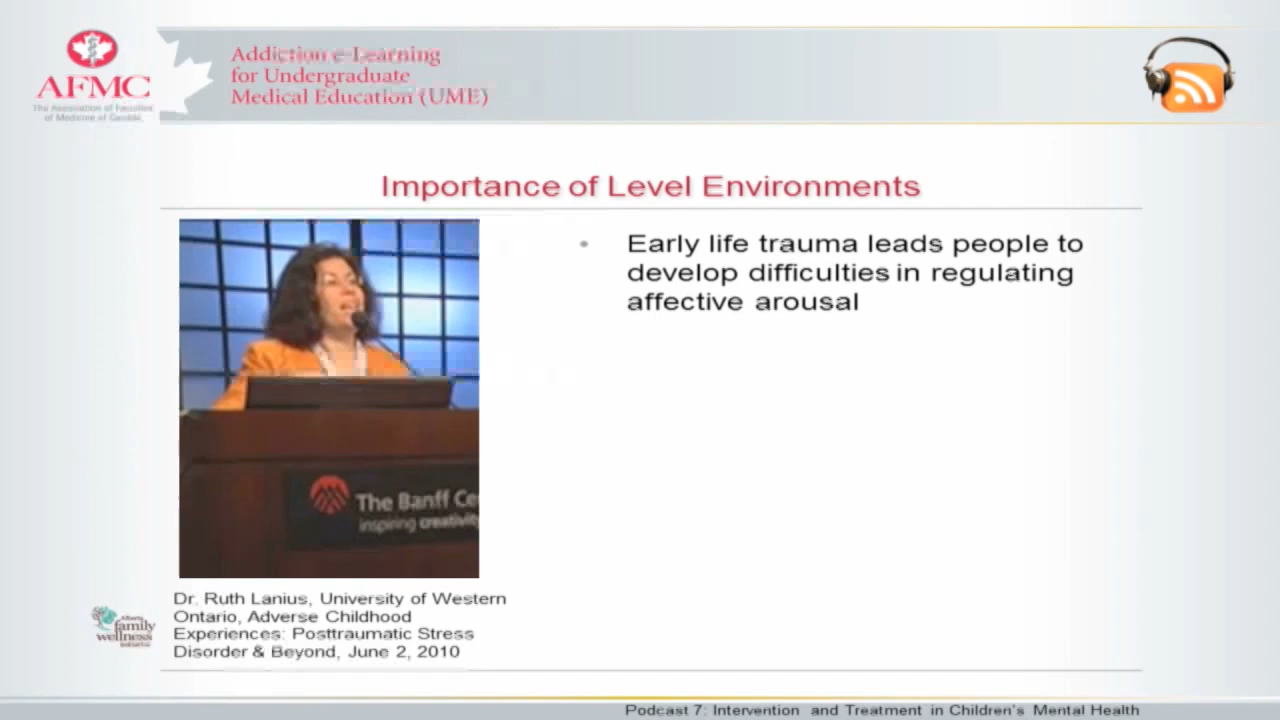 AFMC
The Association of Faculties
of Medicine of Canada
Addiction e-Learning
for Undergraduate
Medical Education (UME)
Importance of Level Environments
• Early life trauma leads people to
develop difficulties in regulating
affective arousal
The Banff Ce
inspiring creativity
Dr. Ruth Lanius, University of Western
Ontario, Adverse Childhood
Experiences: Posttraumatic Stress
Disorder & Beyond, June 2, 2010
Alberta
family
wellness
initiative
Podcast 7: Intervention and Treatment in Children's Mental Health